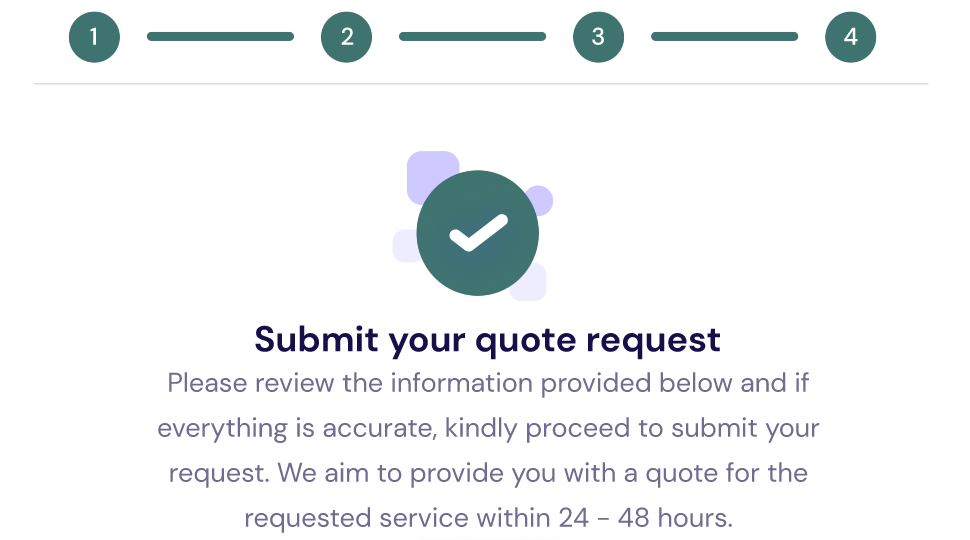 1 2 3 4
Submit your quote request
Please review the information provided below and if
everything is accurate, kindly proceed to submit your
request. We aim to provide you with a quote for the
requested service within 24 - 48 hours.